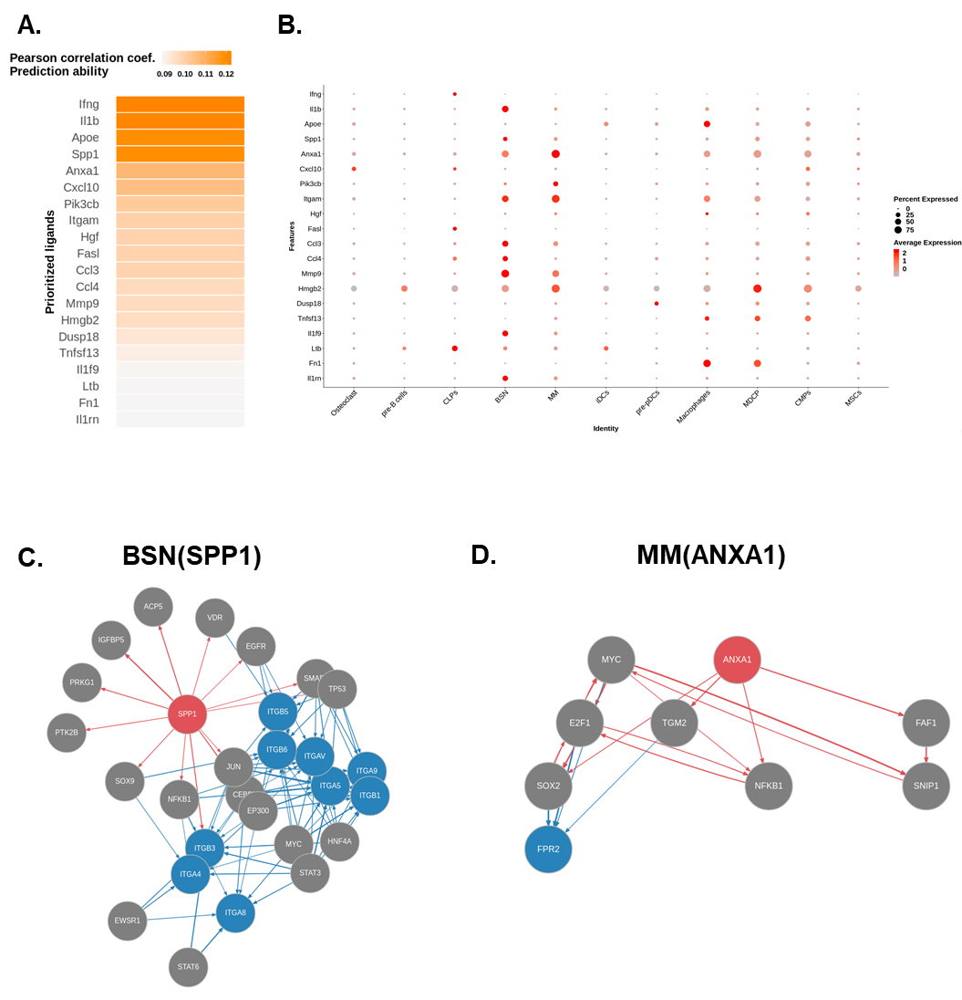 A.
B.
Pearson correlation coef.
Prediction ability
0.09 0.10 0.11 0.12
Prioritized ligands
Ifng
Il1b
Apoe
Spp1
Anxa1
Cxcl10
Pik3cb
Itgam
Hgf
Fasl
Ccl3
Ccl4
Mmp9
Hmgb2
Dusp18
Tnfsf13
Il1f9
Ltb
Fn1
Il1rn
Features
Ifng
Il1b
Apoe
Spp1
Anxa1
Cxcl10
Pik3cb
Itgam
Hgf
Fasl
Ccl3
Ccl4
Mmp9
Hmgb2
Dusp18
Tnfsf13
Il1f9
Ltb
Fn1
Il1rn
Osteoclast
pre-B cells
CLPs
BSN
MM
iDCs
pre-pDCs
Macrophages
MDCP
CMPs
MSCs
Identity
Percent Expressed
0
25
50
75
Average Expression
2
1
0
C.
BSN(SPP1)
ACP5
VDR
IGFBP5
EGFR
PRKG1
TP53
SPP1
ITGB5
PTK2B
ITGB6
ITGAV
JUN
ITGA9
SOX9
ITGA5
NFKB1
ITGB1
EP300
ITGB3
MYC
HNF4A
ITGA4
STAT3
EWSR1
ITGA8
STAT6
D.
MM(ANXA1)
MYC
ANXA1
E2F1
TGM2
FAF1
SOX2
NFKB1
SNIP1
FPR2